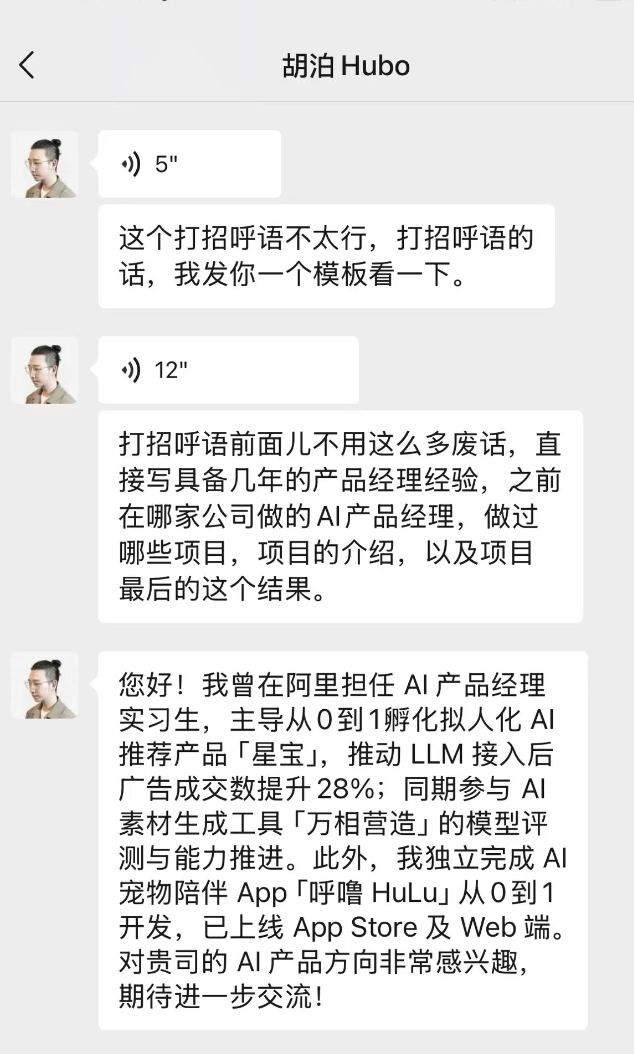 胡泊Hubo
5"
这个打招呼语不太行，打招呼语的
话，我发你一个模板看一下。
12"
打招呼语前面儿不用这么多废话，直
接写具备几年的产品经理经验，之前
在哪家公司做的AI产品经理，做过
哪些项目，项目的介绍，以及项目
最后的这个结果。
您好！我曾在阿里担任 AI 产品经理
实习生，主导从0到1孵化拟人化 AI
推荐产品「星宝」，推动 LLM 接入后
广告成交数提升28%；同期参与 AI
素材生成工具「万相营造」的模型评
测与能力推进。此外，我独立完成 AI
宠物陪伴 App「呼噜 HuLu」从0到1
开发，已上线 App Store 及 Web 端。
对贵司的 AI 产品方向非常感兴趣，
期待进一步交流！